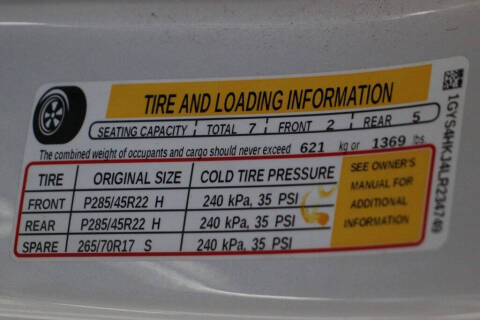 TIRE AND LOADING INFORMATION
SEATING CAPACITY TOTAL 7 FRONT 2 REAR 5
The combined weight of occupants and cargo should never exceed 621 kg or 1369 lbs
TIRE ORIGINAL SIZE COLD TIRE PRESSURE
FRONT P285/45R22 H 240 kPa, 35 PSI
REAR P285/45R22 H 240 kPa, 35 PSI
SPARE 265/70R17 S 240 kPa, 35 PSI
SEE OWNER'S
MANUAL FOR
ADDITIONAL
INFORMATION
1GYS4HKJ4LR234749